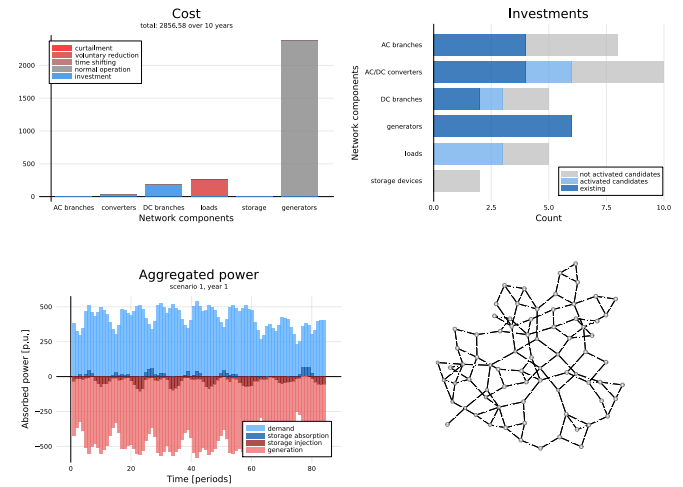 Cost
total: 2856.58 over 10 years
2000
1500
1000
500
0
curtailment
voluntary reduction
time shifting
normal operation
investment
AC branches
converters
DC branches
loads
storage
generators
Network components
Investments
Network components
AC branches
AC/DC converters
DC branches
generators
loads
storage devices
not activated candidates
activated candidates
existing
0.0
2.5
5.0
7.5
10.0
Count
Aggregated power
scenario 1, year 1
Absorbed power [p.u.]
500
250
0
−250
−500
demand
storage absorption
storage injection
generation
0
20
40
60
80
Time [periods]